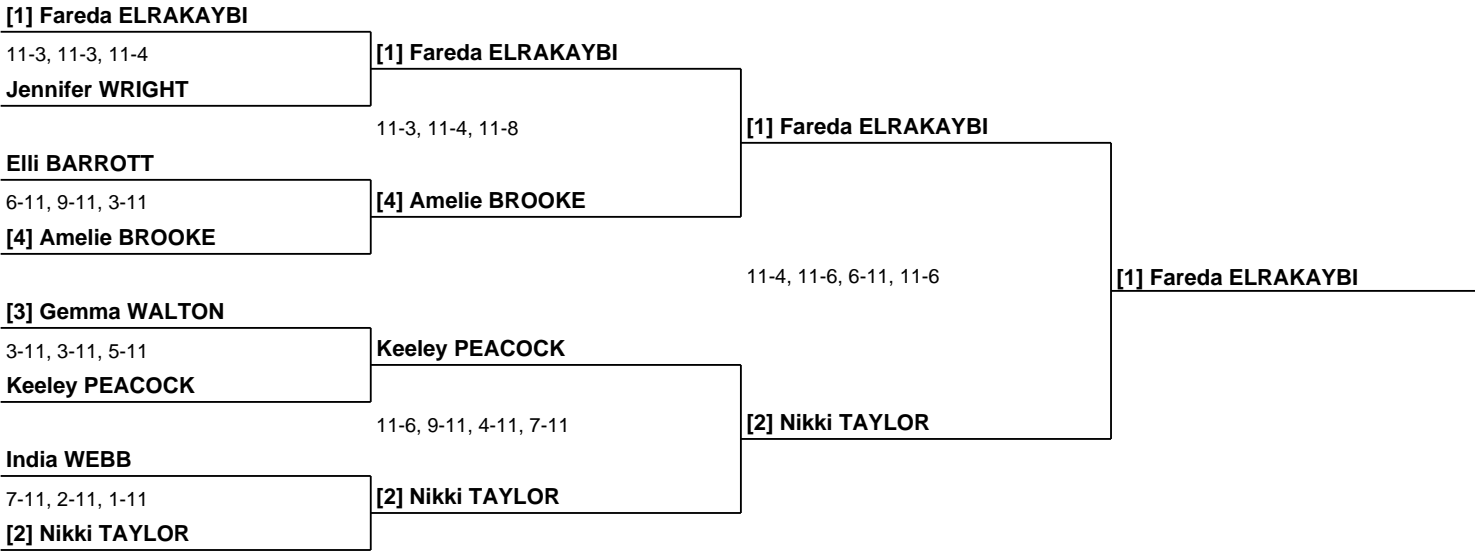 [1] Fareda ELRAKAYBI
11-3, 11-3, 11-4
[1] Fareda ELRAKAYBI
Jennifer WRIGHT
11-3, 11-4, 11-8
[1] Fareda ELRAKAYBI
Elli BARROTT
6-11, 9-11, 3-11
[4] Amelie BROOKE
[4] Amelie BROOKE
11-4, 11-6, 6-11, 11-6
[1] Fareda ELRAKAYBI
[3] Gemma WALTON
3-11, 3-11, 5-11
Keeley PEACOCK
Keeley PEACOCK
11-6, 9-11, 4-11, 7-11
[2] Nikki TAYLOR
India WEBB
7-11, 2-11, 1-11
[2] Nikki TAYLOR
[2] Nikki TAYLOR